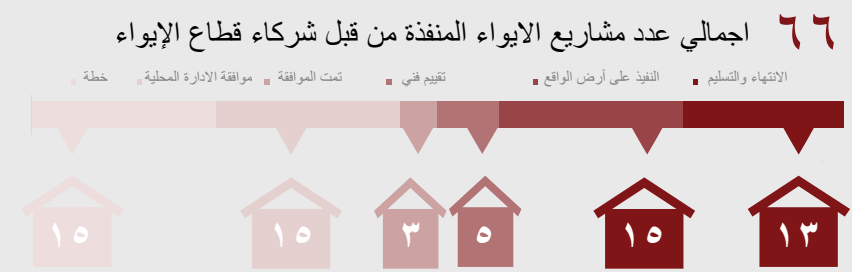 ٦٦ اجمالي عدد مشاريع الايواء المنفذة من قبل شركاء قطاع الإيواء
الانتهاء والتسليم النفيذ على أرض الواقع تقييم فني تمت الموافقة موافقة الادارة المحلية خطة
١٣ ١٥ ٥ ٣ ١٥ ١٥